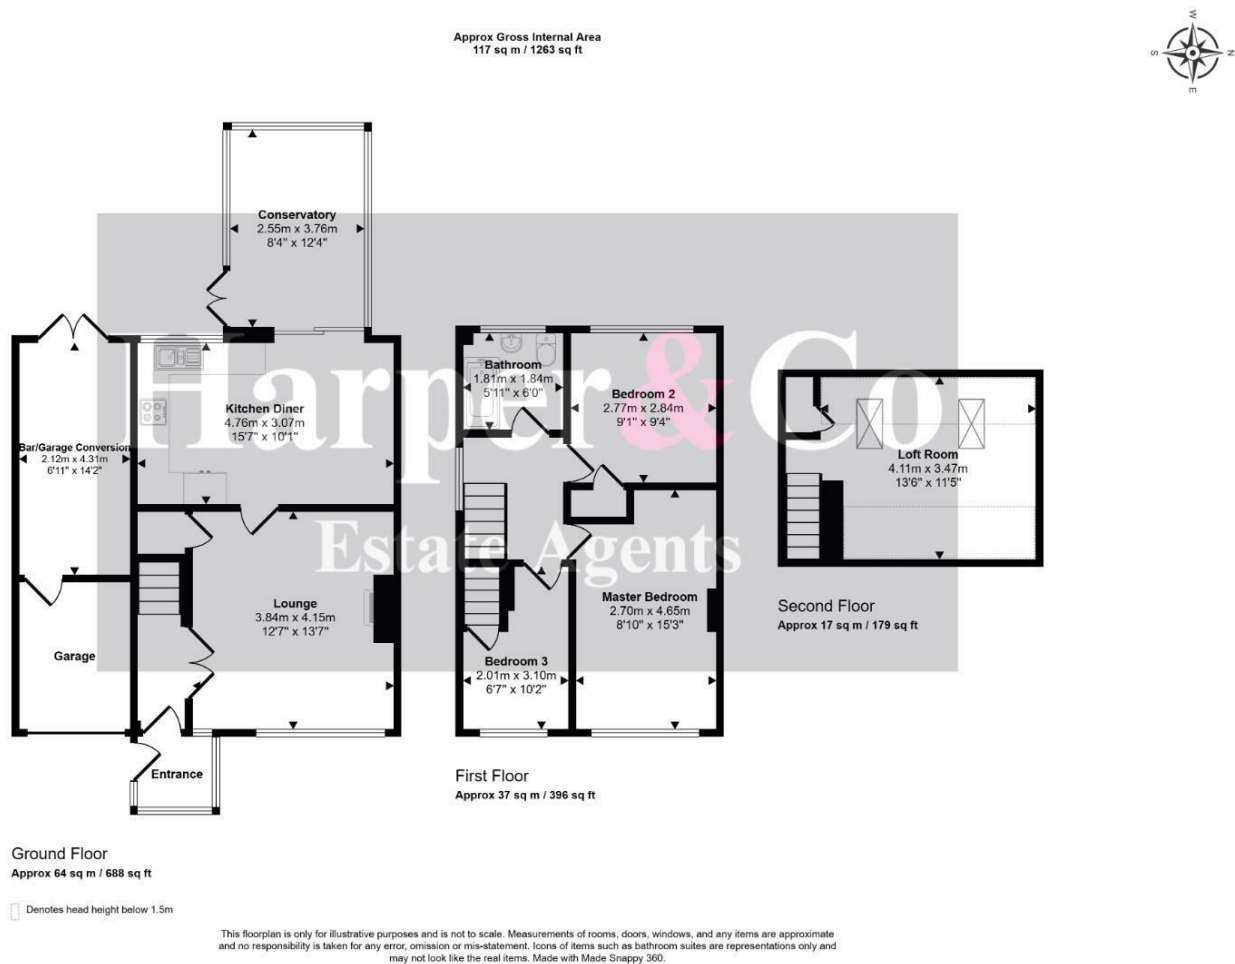 Approx Gross Internal Area
117 sq m / 1263 sq ft
W
S
N
E
Conservatory
2.55m x 3.76m
8'4" x 12'4"
Harper & Co
Estate Agents
Kitchen Diner
4.76m x 3.07m
15'7" x 10'1"
Bar/Garage Conversion
2.12m x 4.31m
6'11" x 14'2"
Lounge
3.84m x 4.15m
12'7" x 13'7"
Garage
Entrance
Ground Floor
Approx 64 sq m / 688 sq ft
Bathroom
1.81m x 1.84m
5'11" x 6'0"
Bedroom 2
2.77m x 2.84m
9'1" x 9'4"
Master Bedroom
2.70m x 4.65m
8'10" x 15'3"
Bedroom 3
2.01m x 3.10m
6'7" x 10'2"
First Floor
Approx 37 sq m / 396 sq ft
Loft Room
4.11m x 3.47m
13'6" x 11'5"
Second Floor
Approx 17 sq m / 179 sq ft
Denotes head height below 1.5m
This floorplan is only for illustrative purposes and is not to scale. Measurements of rooms, doors, windows, and any items are approximate
and no responsibility is taken for any error, omission or mis-statement. Icons of items such as bathroom suites are representations only and
may not look like the real items. Made with Made Snappy 360.